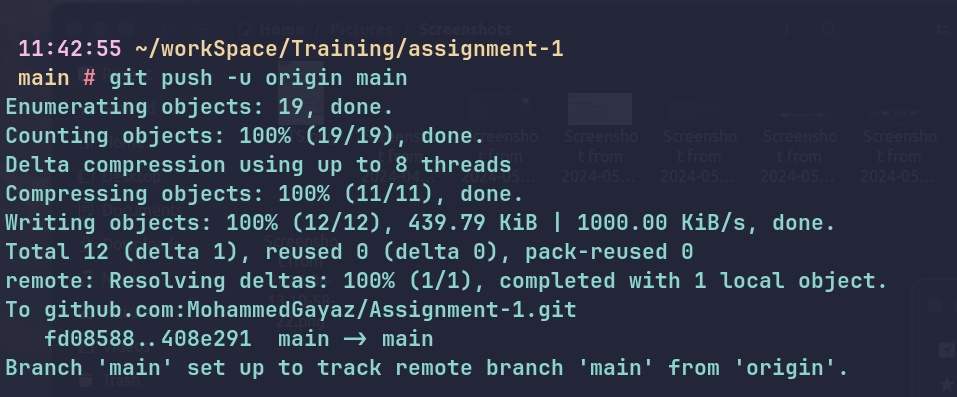 Home / Pictures / Screenshots
11:42:55 ~/workSpace/Training/assignment-1
main # git push -u origin main
Enumerating objects: 19, done.
Counting objects: 100% (19/19), done.
Delta compression using up to 8 threads
Compressing objects: 100% (11/11), done.
Writing objects: 100% (12/12), 439.79 KiB | 1000.00 KiB/s, done.
Total 12 (delta 1), reused 0 (delta 0), pack-reused 0
remote: Resolving deltas: 100% (1/1), completed with 1 local object.
To github.com:MohammedGayaz/Assignment-1.git
fd08588..408e291  main -> main
Branch 'main' set up to track remote branch 'main' from 'origin'.
Trash